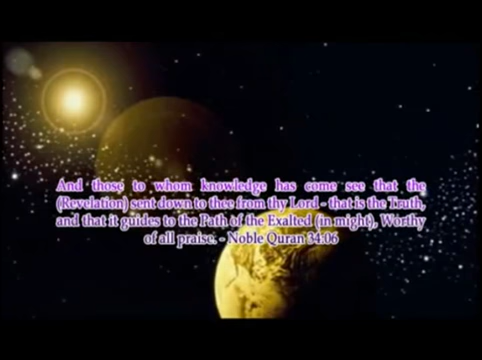 And those to whom knowledge has come see that the
(Revelation) sent down to thee from thy Lord - that is the Truth,
and that it guides to the Path of the Exalted (in might), Worthy
of all praise. - Noble Quran 34:06